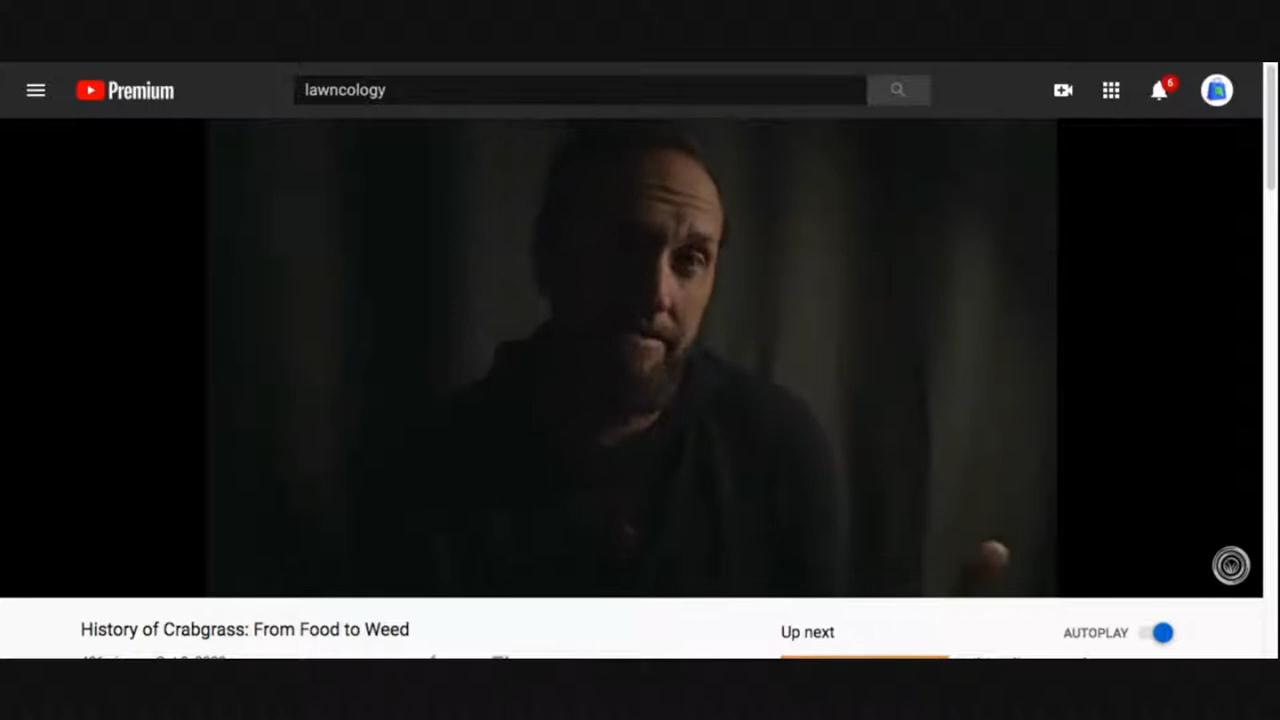 Premium
lawncology
6
History of Crabgrass: From Food to Weed
Up next
AUTOPLAY